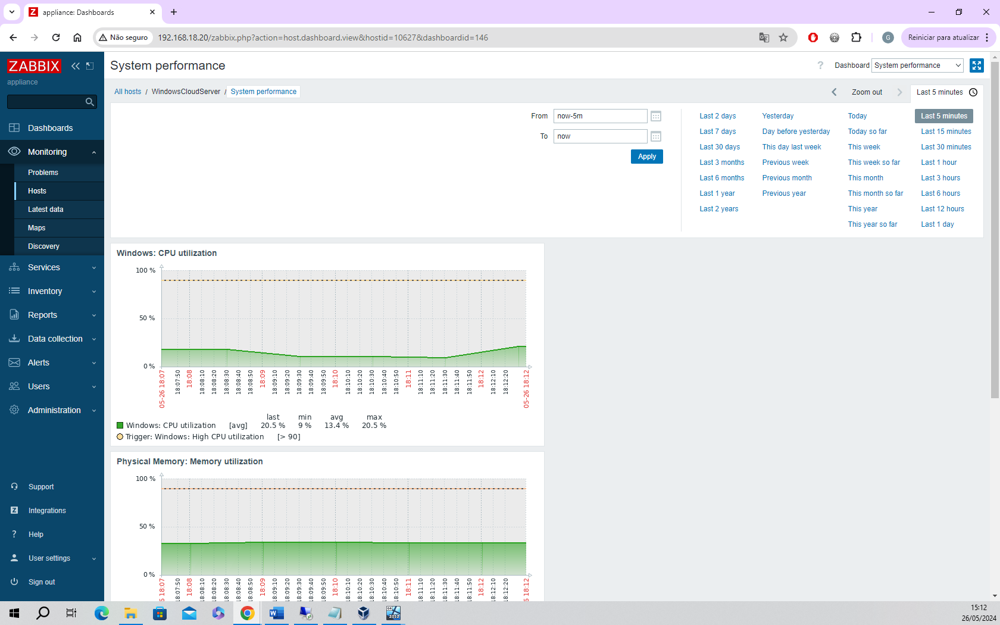 appliance: Dashboards
Não seguro
192.168.18.20/zabbix.php?action=host.dashboard.view&hostid=10627&dashboardid=146
G
Reiniciar para atualizar
ZABBIX
appliance
Dashboards
Monitoring
Problems
Hosts
Latest data
Maps
Discovery
Services
Inventory
Reports
Data collection
Alerts
Users
Administration
Support
Integrations
Help
User settings
Sign out
System performance
? Dashboard System performance
All hosts / WindowsCloudServer / System performance
Zoom out Last 5 minutes
From now-5m
To now
Apply
Last 2 days Yesterday Today Last 5 minutes
Last 7 days Day before yesterday Today so far Last 15 minutes
Last 30 days This day last week This week Last 30 minutes
Last 3 months Previous week This week so far Last 1 hour
Last 6 months Previous month This month Last 3 hours
Last 1 year Previous year This month so far Last 6 hours
Last 2 years This year Last 12 hours
This year so far Last 1 day
Windows: CPU utilization
100 %
50 %
0 %
05-26 18:07 18:07:50 18:08 18:08:10 18:08:20 18:08:30 18:08:40 18:08:50 18:09 18:09:10 18:09:20 18:09:30 18:09:40 18:09:50 18:10 18:10:10 18:10:20 18:10:30 18:10:40 18:10:50 18:11 18:11:10 18:11:20 18:11:30 18:11:40 18:11:50 18:12 18:12:10 18:12:20 05-26 18:12
last min avg max
Windows: CPU utilization [avg] 20.5 % 9 % 13.4 % 20.5 %
Trigger: Windows: High CPU utilization [> 90]
Physical Memory: Memory utilization
100 %
50 %
0 %
18:07 18:07:50 18:08 18:08:10 18:08:20 18:08:30 18:08:40 18:08:50 18:09 18:09:10 18:09:20 18:09:30 18:09:40 18:09:50 18:10 18:10:10 18:10:20 18:10:30 18:10:40 18:10:50 18:11 18:11:10 18:11:20 18:11:30 18:11:40 18:11:50 18:12 18:12:10 18:12:20 18:12
15:12
26/05/2024